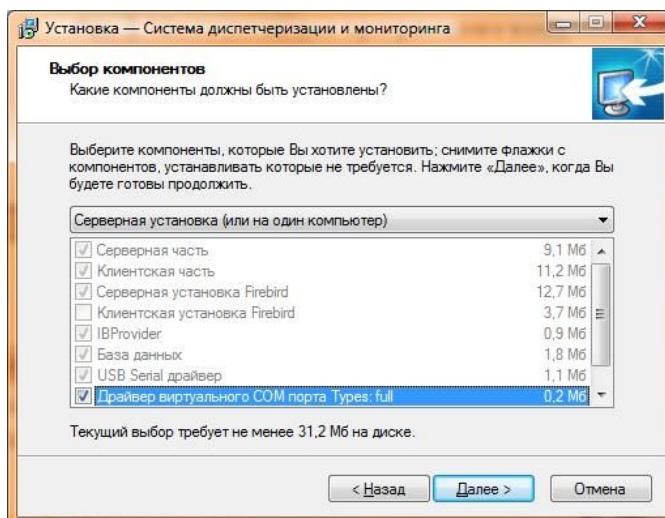 Установка — Система диспетчеризации и мониторинга
Выбор компонентов
Какие компоненты должны быть установлены?
Выберите компоненты, которые Вы хотите установить; снимите флажки с
компонентов, устанавливать которые не требуется. Нажмите «Далее», когда Вы
будете готовы продолжить.
Серверная установка (или на один компьютер)
Серверная часть 9,1 Мб
Клиентская часть 11,2 Мб
Серверная установка Firebird 12,7 Мб
Клиентская установка Firebird 3,7 Мб
IBProvider 0,9 Мб
База данных 1,8 Мб
USB Serial драйвер 1,1 Мб
Драйвер виртуального COM порта Types: full 0,2 Мб
Текущий выбор требует не менее 31,2 Мб на диске.
< Назад Далее > Отмена